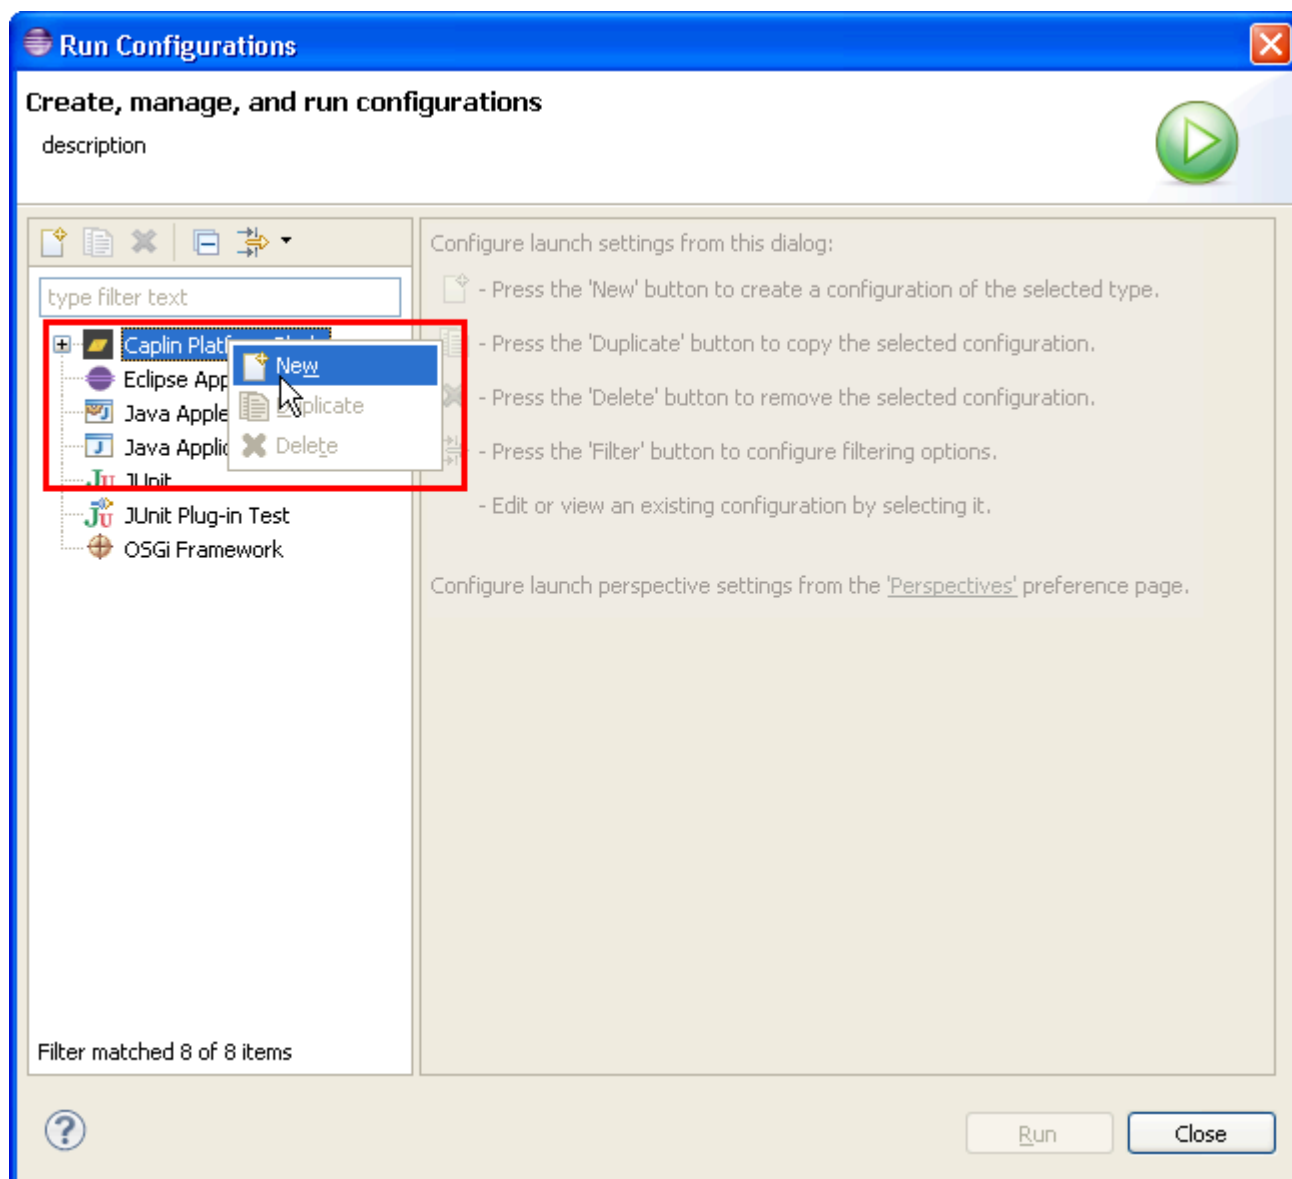 Run Configurations
Create, manage, and run configurations
description
type filter text
Caplin
New
Eclipse App
Duplicate
Java Apple
Java Applic
Delete
JUnit
JUnit Plug-in Test
OSGi Framework
Filter matched 8 of 8 items
Configure launch settings from this dialog:
- Press the 'New' button to create a configuration of the selected type.
- Press the 'Duplicate' button to copy the selected configuration.
- Press the 'Delete' button to remove the selected configuration.
- Press the 'Filter' button to configure filtering options.
- Edit or view an existing configuration by selecting it.
Configure launch perspective settings from the 'Perspectives' preference page.
Run
Close